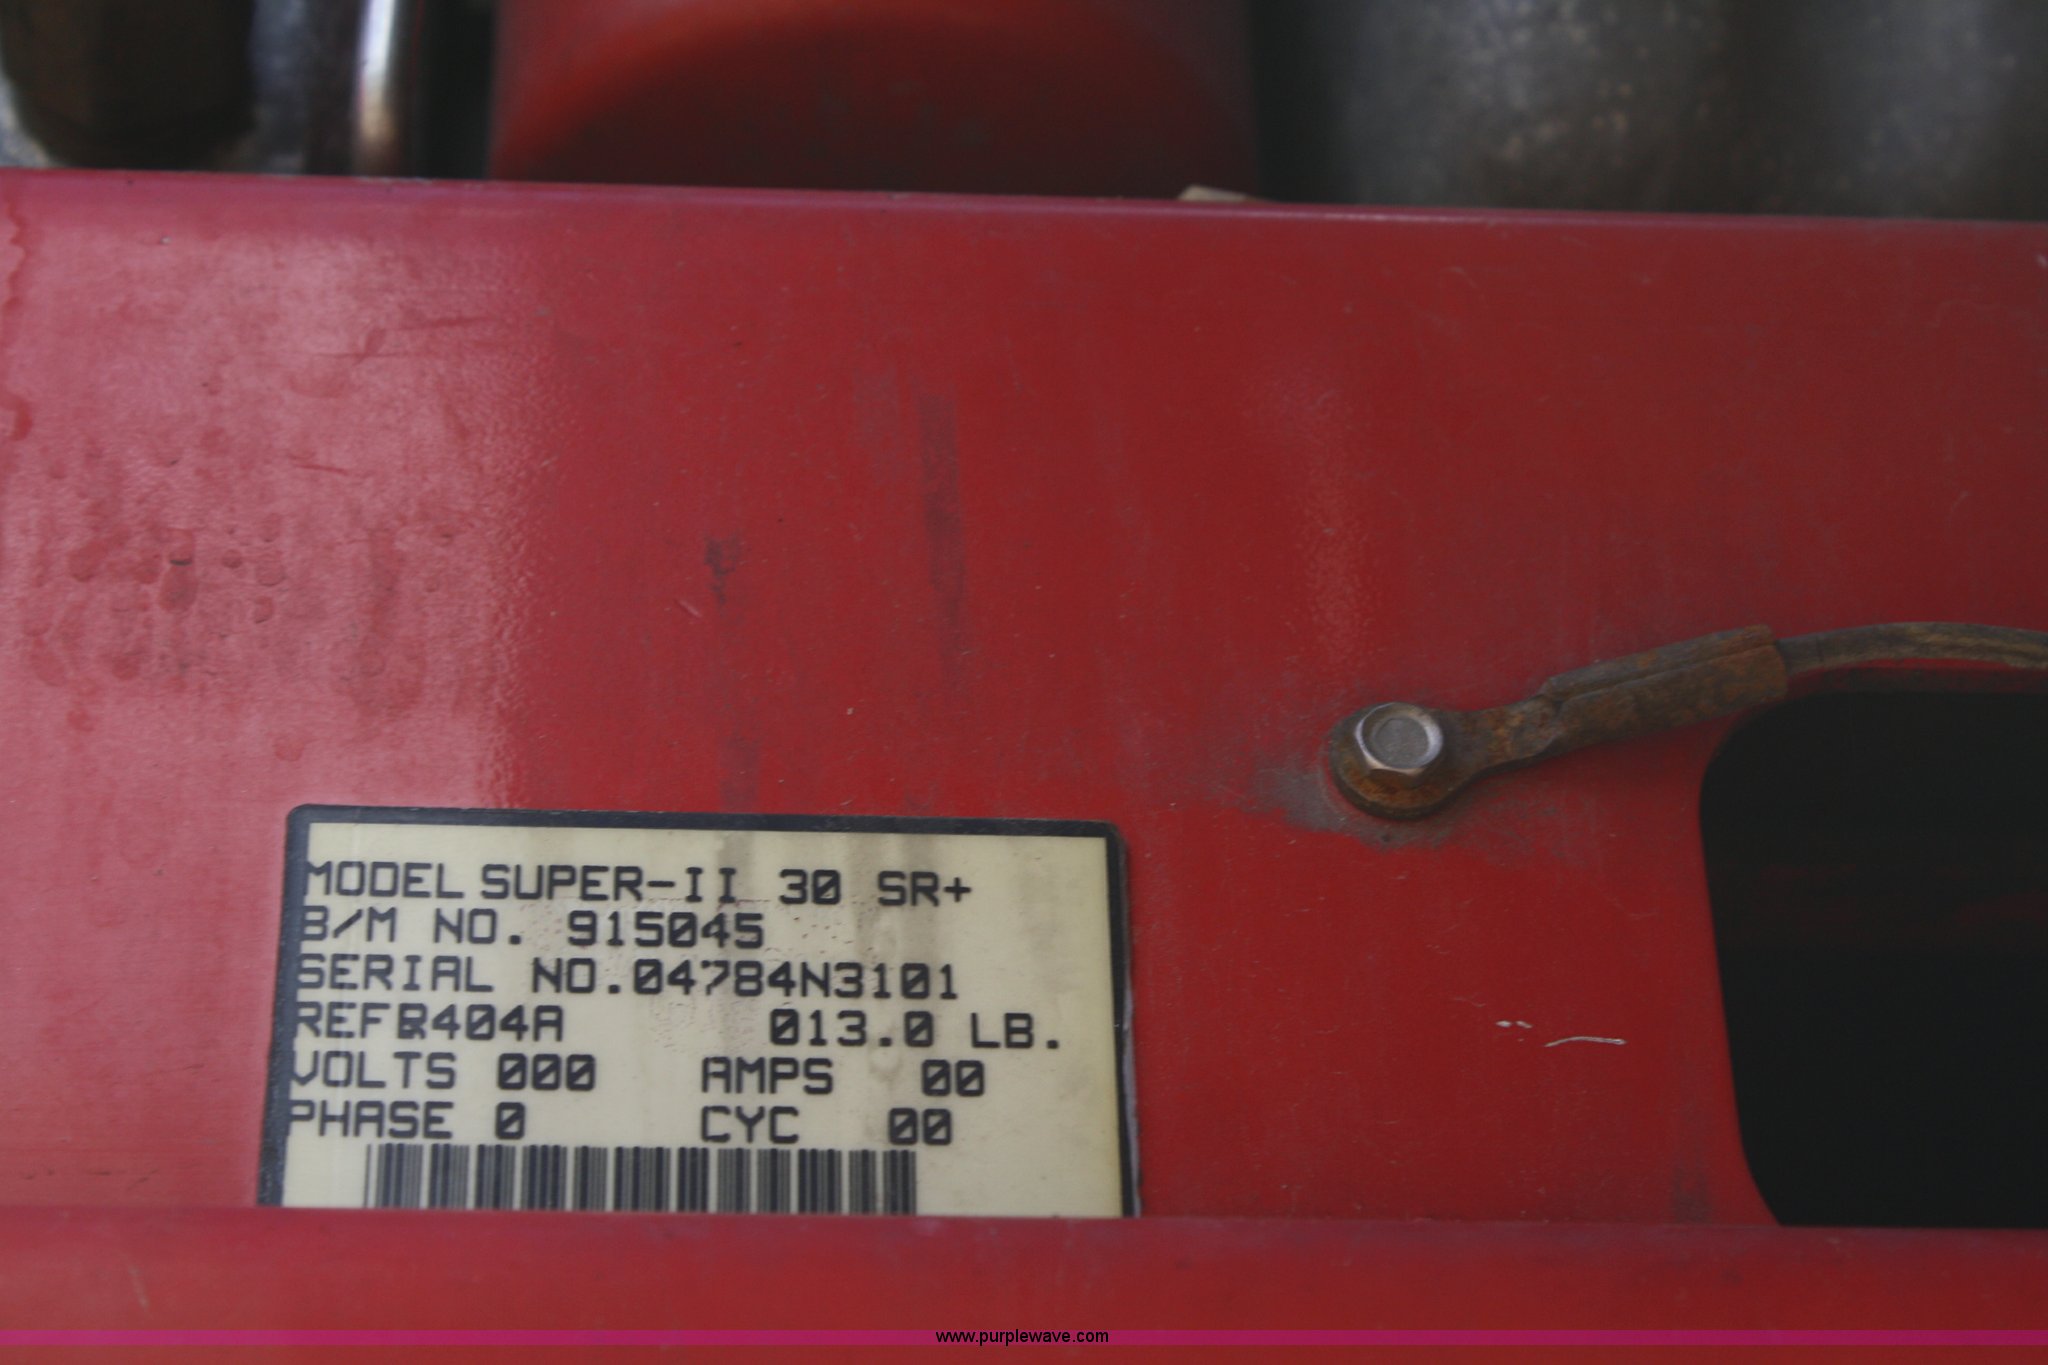 MODEL SUPER-II 30 SR+
B/M NO. 915045
SERIAL NO.04784N3101
REFR404A 013.0 LB.
VOLTS 000 AMPS 00
PHASE 0 CYC 00
www.purplewave.com